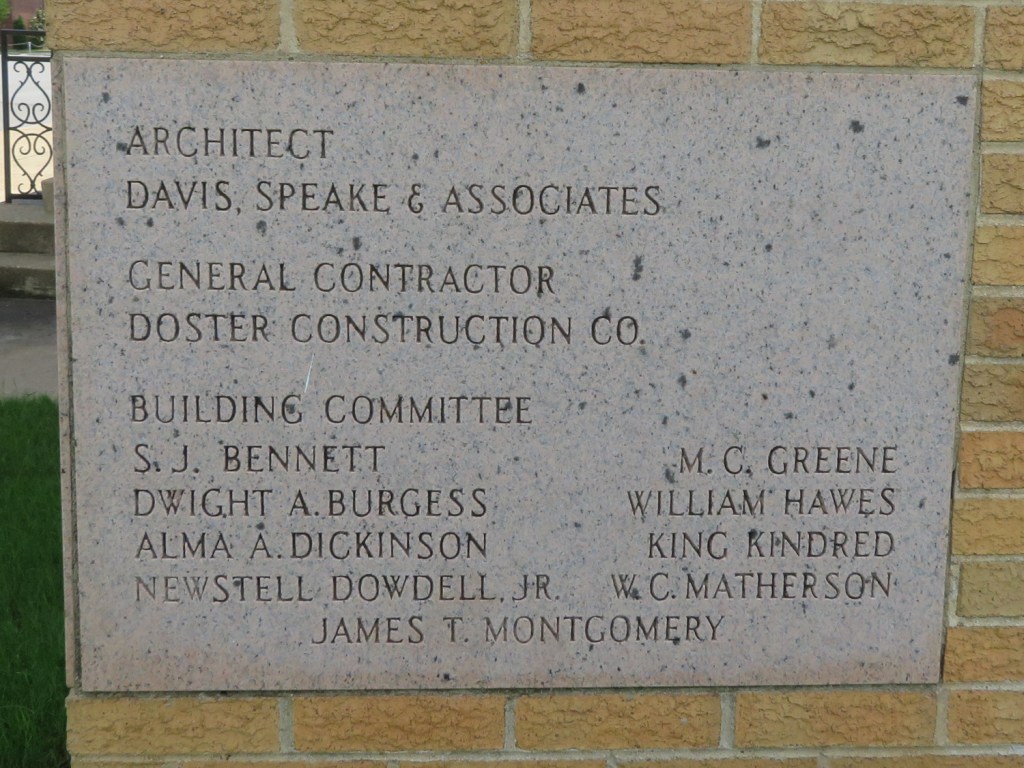 ARCHITECT
DAVIS, SPEAKE & ASSOCIATES
GENERAL CONTRACTOR
DOSTER CONSTRUCTION CO.
BUILDING COMMITTEE
S. J. BENNETT M. C. GREENE
DWIGHT A. BURGESS WILLIAM HAWES
ALMA A. DICKINSON KING KINDRED
NEWSTELL DOWDELL, JR. W. C. MATHERSON
JAMES T. MONTGOMERY